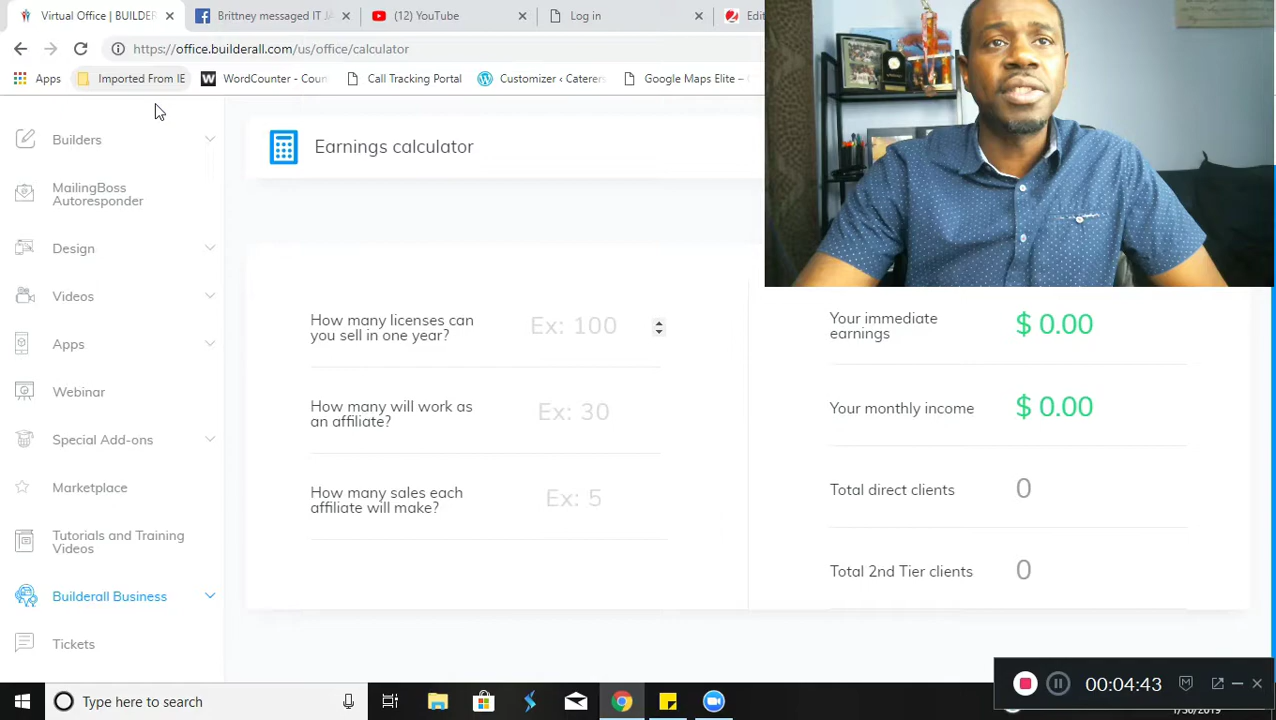 Virtual Office | BUILDER
Brittney messaged IT
(12) YouTube
Log in
Edi
https://office.builderall.com/us/office/calculator
Apps
Imported From IE
WordCounter - Coun
Call Tracking Portal
Customizer ‹ Caterers
Google Maps Elite –
Builders
MailingBoss
Autoresponder
Design
Videos
Apps
Webinar
Special Add-ons
Marketplace
Tutorials and Training
Videos
Builderall Business
Tickets
Earnings calculator
How many licenses can
you sell in one year?
Ex: 100
How many will work as
an affiliate?
Ex: 30
How many sales each
affiliate will make?
Ex: 5
Your immediate
earnings
$ 0.00
Your monthly income
$ 0.00
Total direct clients
0
Total 2nd Tier clients
0
00:04:43
Type here to search
1/30/2019